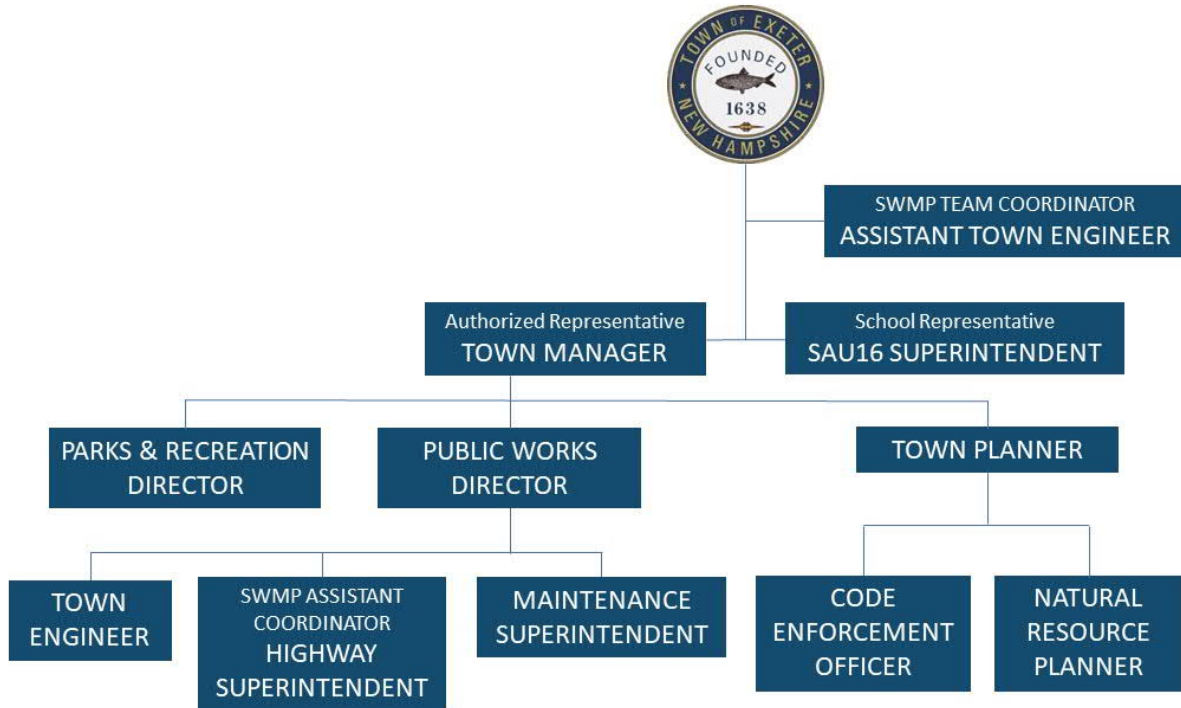 TOWN OF EXETER
FOUNDED
1638
NEW HAMPSHIRE
SWMP TEAM COORDINATOR
ASSISTANT TOWN ENGINEER
Authorized Representative
TOWN MANAGER
School Representative
SAU16 SUPERINTENDENT
PARKS & RECREATION
DIRECTOR
PUBLIC WORKS
DIRECTOR
TOWN PLANNER
TOWN
ENGINEER
SWMP ASSISTANT
COORDINATOR
HIGHWAY
SUPERINTENDENT
MAINTENANCE
SUPERINTENDENT
CODE
ENFORCEMENT
OFFICER
NATURAL
RESOURCE
PLANNER